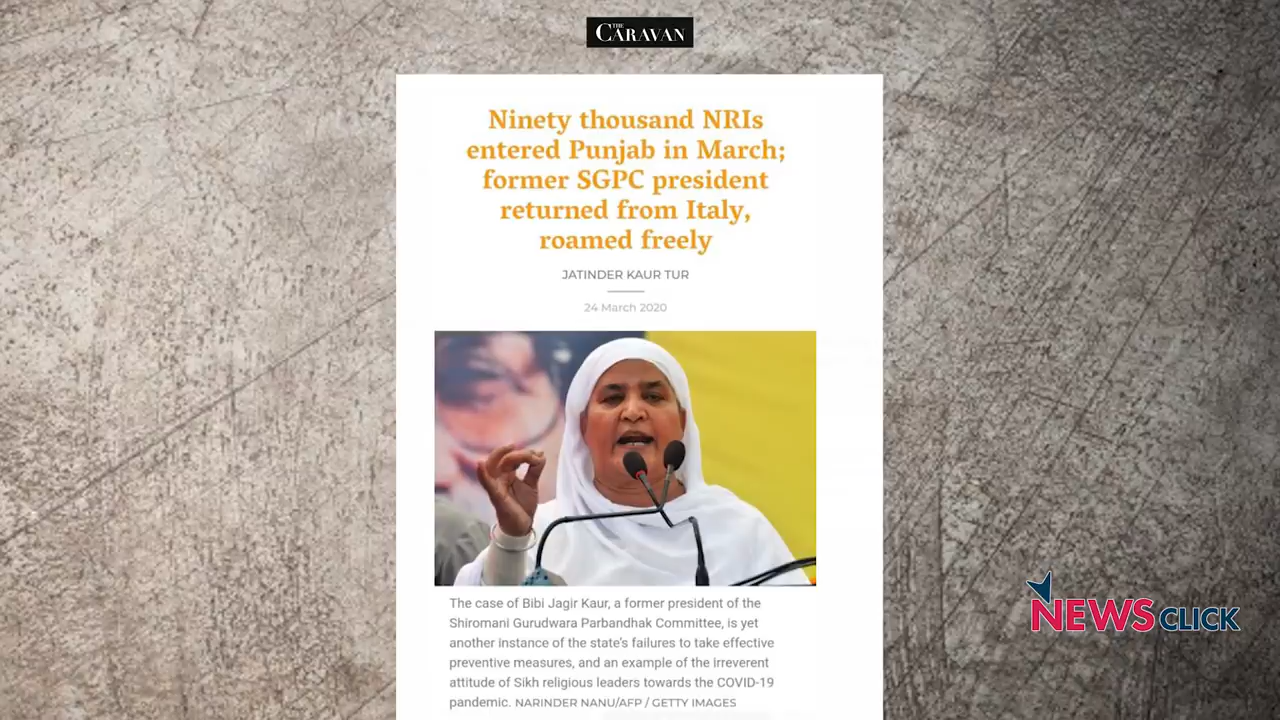 THE CARAVAN
Ninety thousand NRIs
entered Punjab in March;
former SGPC president
returned from Italy,
roamed freely
JATINDER KAUR TUR
24 March 2020
The case of Bibi Jagir Kaur, a former president of the
Shiromani Gurudwara Parbandhak Committee, is yet
another instance of the state's failures to take effective
preventive measures, and an example of the irreverent
attitude of Sikh religious leaders towards the COVID-19
pandemic. NARINDER NANU/AFP / GETTY IMAGES
NEWSCLICK